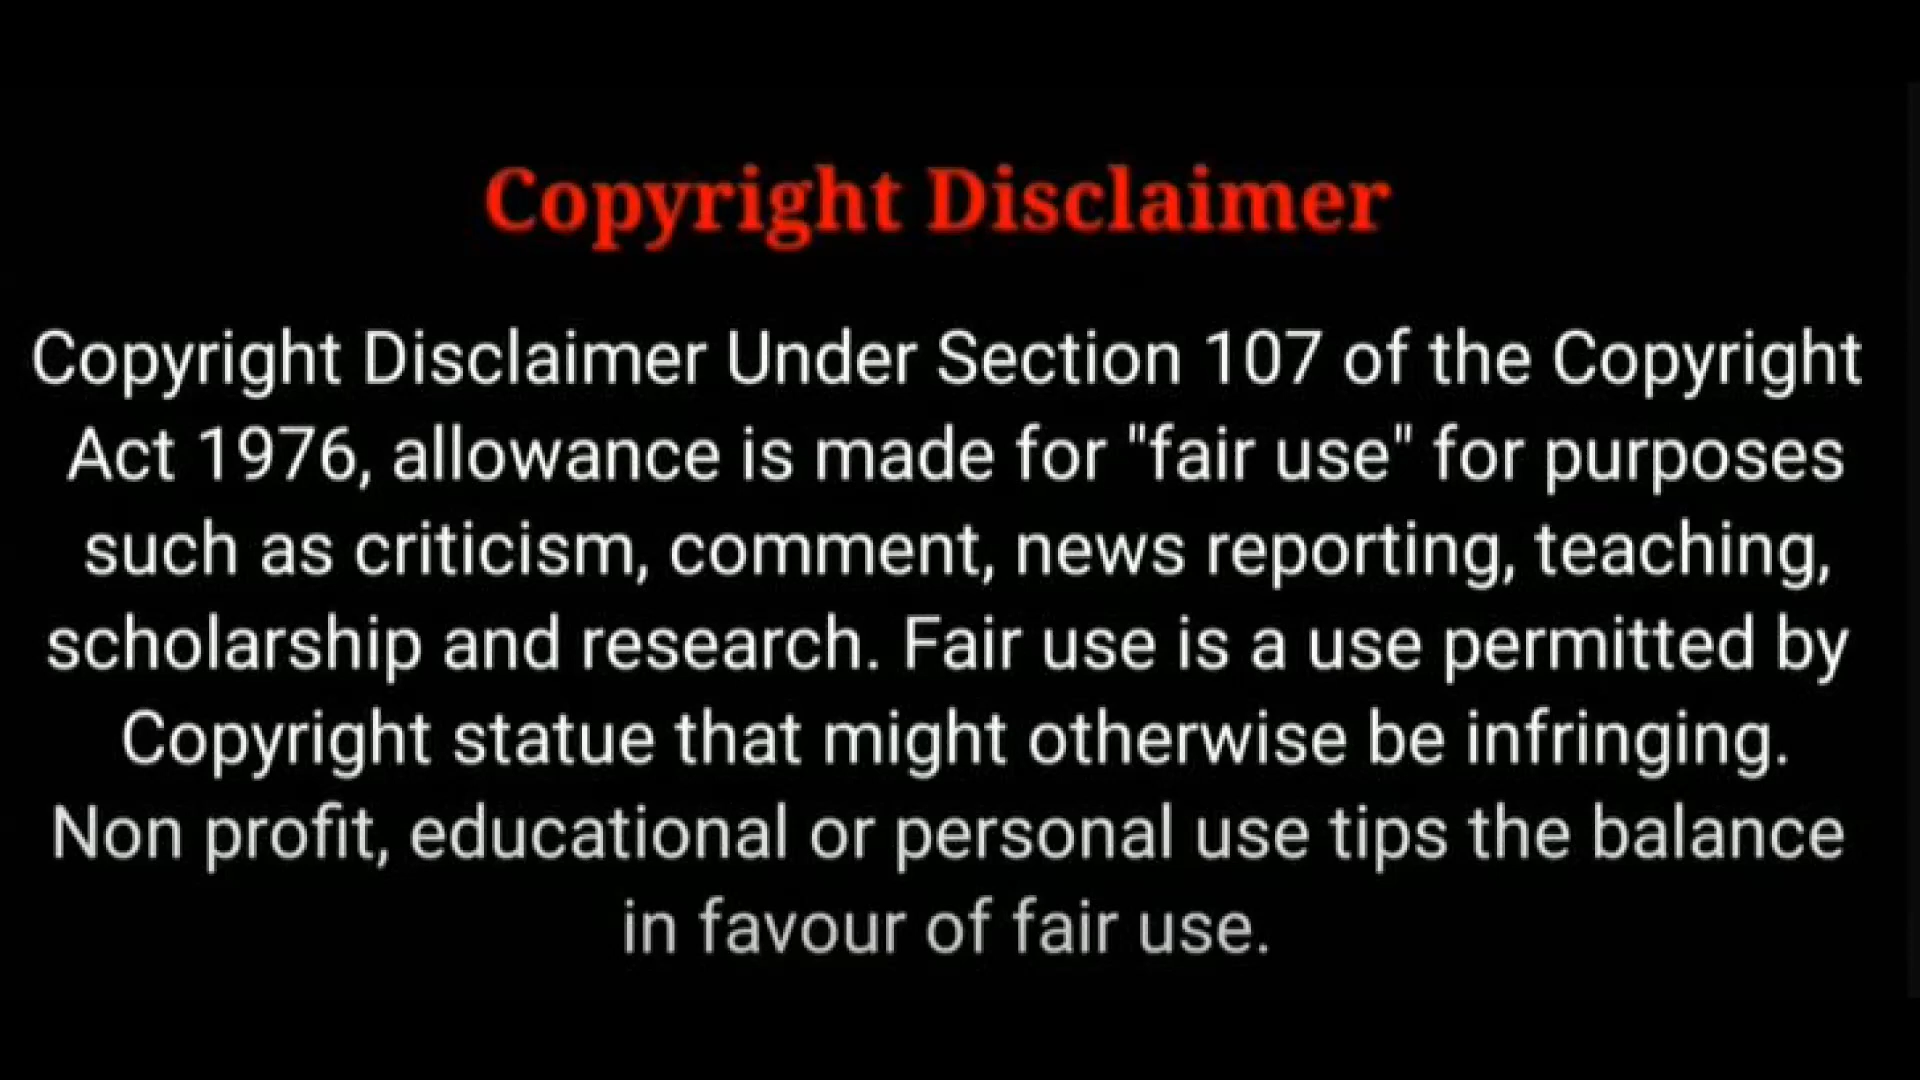 Copyright Disclaimer
Copyright Disclaimer Under Section 107 of the Copyright
Act 1976, allowance is made for "fair use" for purposes
such as criticism, comment, news reporting, teaching,
scholarship and research. Fair use is a use permitted by
Copyright statue that might otherwise be infringing.
Non profit, educational or personal use tips the balance
in favour of fair use.